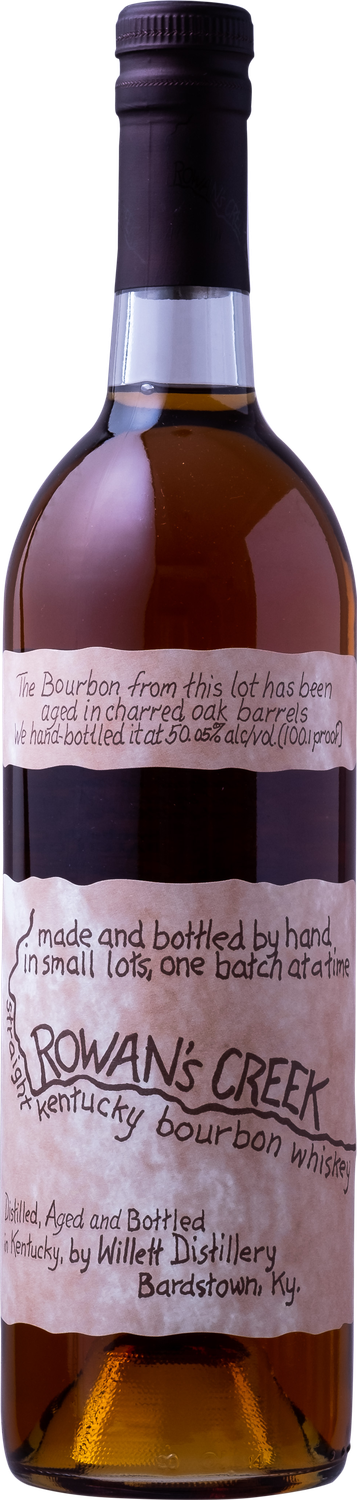 The Bourbon from this lot has been
aged in charred oak barrels
We hand-bottled it at 50.05% alc/vol. (100.1 proof)
made and bottled by hand
in small lots, one batch at a time
ROWAN's CREEK
straight kentucky bourbon whiskey
Distilled, Aged and Bottled
in Kentucky, by Willett Distillery
Bardstown, Ky.